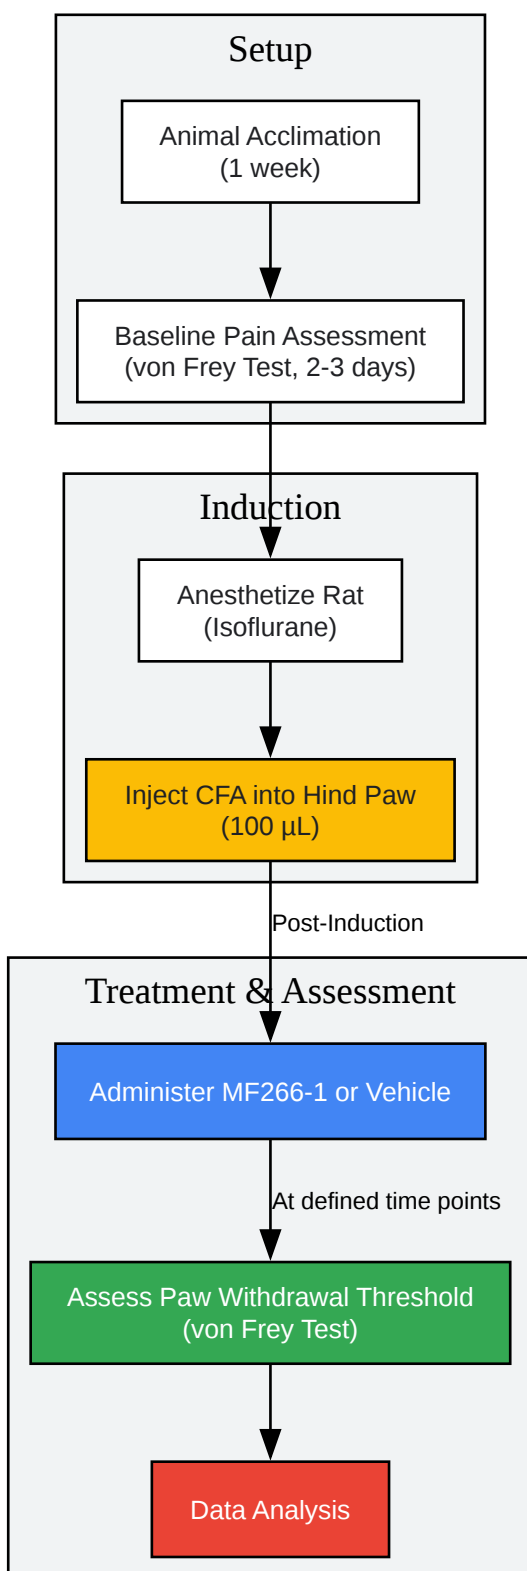 Setup
Animal Acclimation
(1 week)
Baseline Pain Assessment
(von Frey Test, 2-3 days)
Induction
Anesthetize Rat
(Isoflurane)
Inject CFA into Hind Paw
(100 µL)
Post-Induction
Treatment & Assessment
Administer MF266-1 or Vehicle
At defined time points
Assess Paw Withdrawal Threshold
(von Frey Test)
Data Analysis